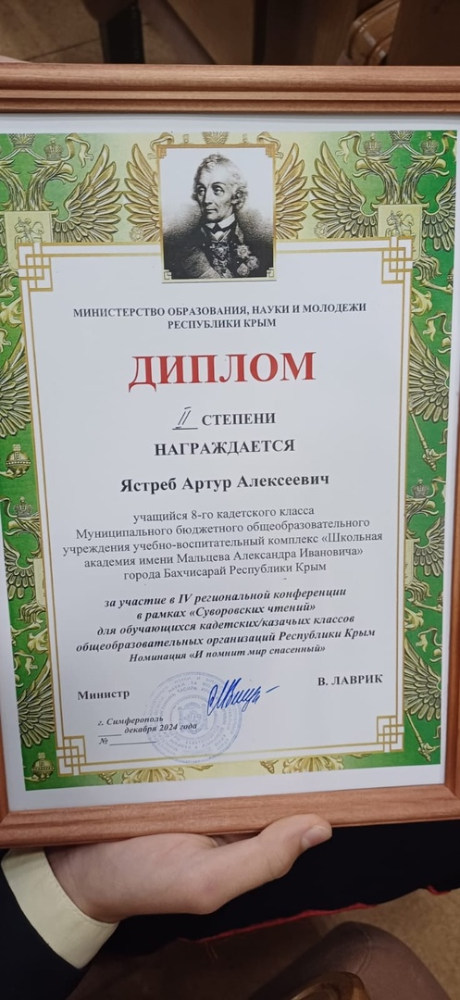 МИНИСТЕРСТВО ОБРАЗОВАНИЯ, НАУКИ И МОЛОДЕЖИ
РЕСПУБЛИКИ КРЫМ
ДИПЛОМ
II СТЕПЕНИ
НАГРАЖДАЕТСЯ
Ястреб Артур Алексеевич
учащийся 8-го кадетского класса
Муниципального бюджетного общеобразовательного
учреждения учебно-воспитательный комплекс «Школьная
академия имени Мальцева Александра Ивановича»
города Бахчисарай Республики Крым
за участие в IV региональной конференции
в рамках «Суворовских чтений»
для обучающихся кадетских/казачьих классов
общеобразовательных организаций Республики Крым
Номинация «И помнит мир спасенный»
Министр В. ЛАВРИК
г. Симферополь
_____ декабря 2024 года
№ ___________